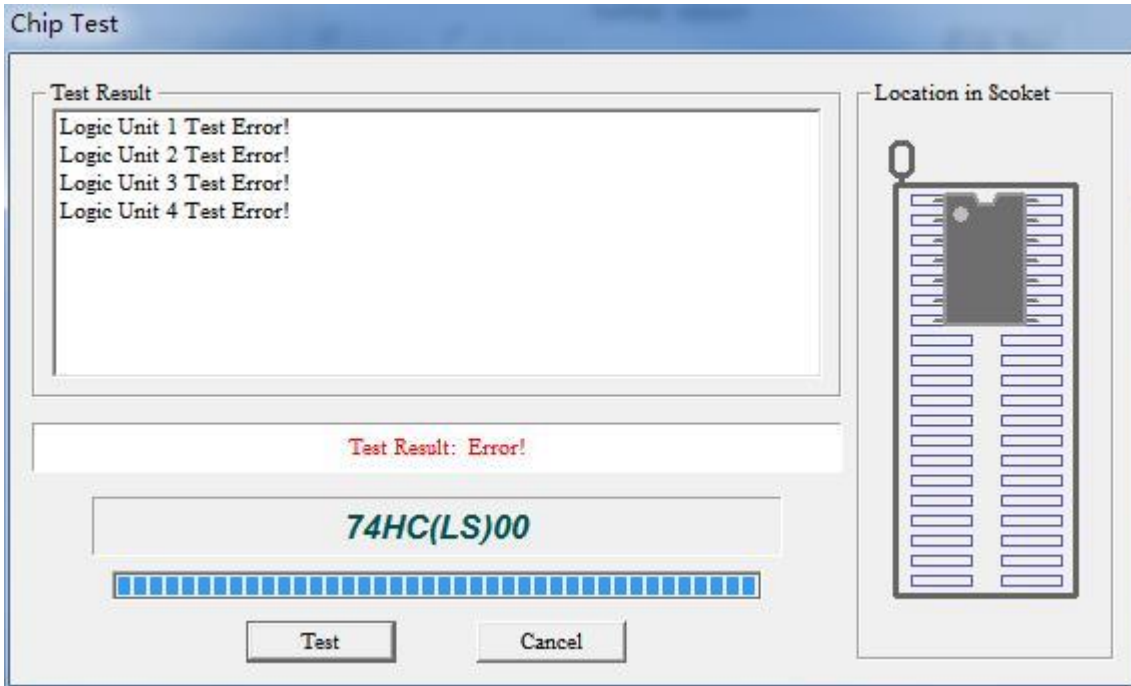 Chip Test
Test Result
Logic Unit 1 Test Error!
Logic Unit 2 Test Error!
Logic Unit 3 Test Error!
Logic Unit 4 Test Error!
Test Result: Error!
74HC(LS)00
Test
Cancel
Location in Scoket